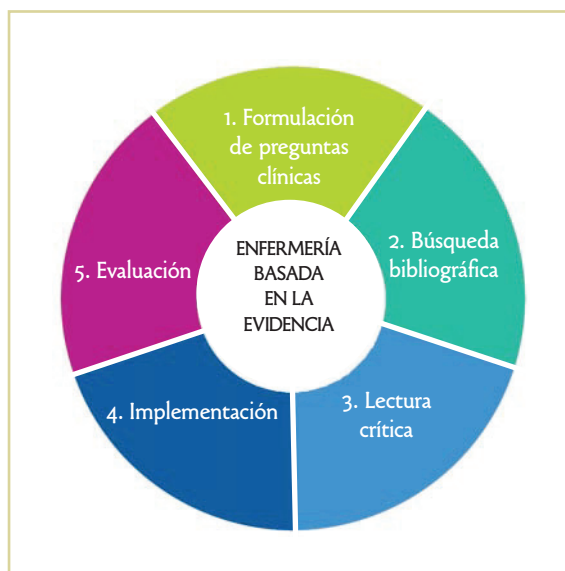 1. Formulación
de preguntas
clínicas
2. Búsqueda
bibliográfica
3. Lectura
crítica
4. Implementación
5. Evaluación
ENFERMERÍA
BASADA
EN LA
EVIDENCIA